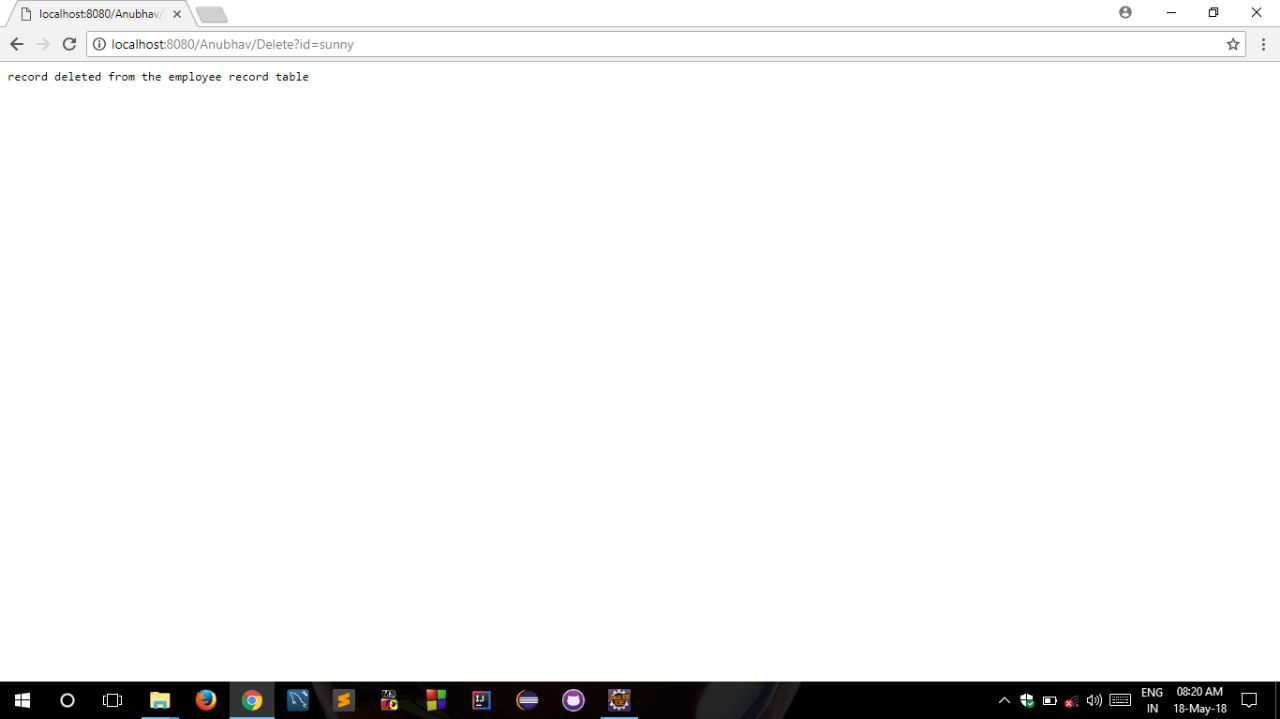 localhost:8080/Anubhav/
localhost:8080/Anubhav/Delete?id=sunny
record deleted from the employee record table
ENG
IN
08:20 AM
18-May-18